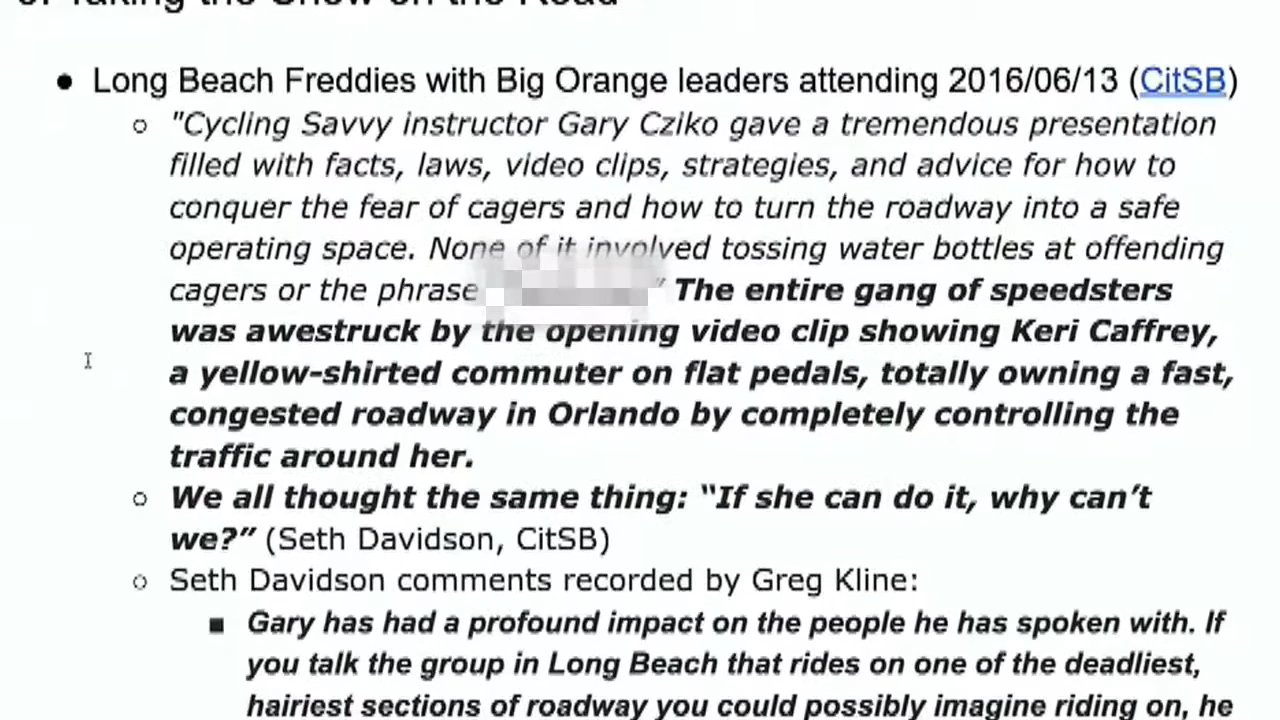 Taking the Show on the Road
● Long Beach Freddies with Big Orange leaders attending 2016/06/13 (CitSB)
○ "Cycling Savvy instructor Gary Cziko gave a tremendous presentation
filled with facts, laws, video clips, strategies, and advice for how to
conquer the fear of cagers and how to turn the roadway into a safe
operating space. None of it involved tossing water bottles at offending
cagers or the phrase " The entire gang of speedsters
was awestruck by the opening video clip showing Keri Caffrey,
a yellow-shirted commuter on flat pedals, totally owning a fast,
congested roadway in Orlando by completely controlling the
traffic around her.
○ We all thought the same thing: “If she can do it, why can’t
we?” (Seth Davidson, CitSB)
○ Seth Davidson comments recorded by Greg Kline:
■ Gary has had a profound impact on the people he has spoken with. If
you talk the group in Long Beach that rides on one of the deadliest,
hairiest sections of roadway you could possibly imagine riding on, he